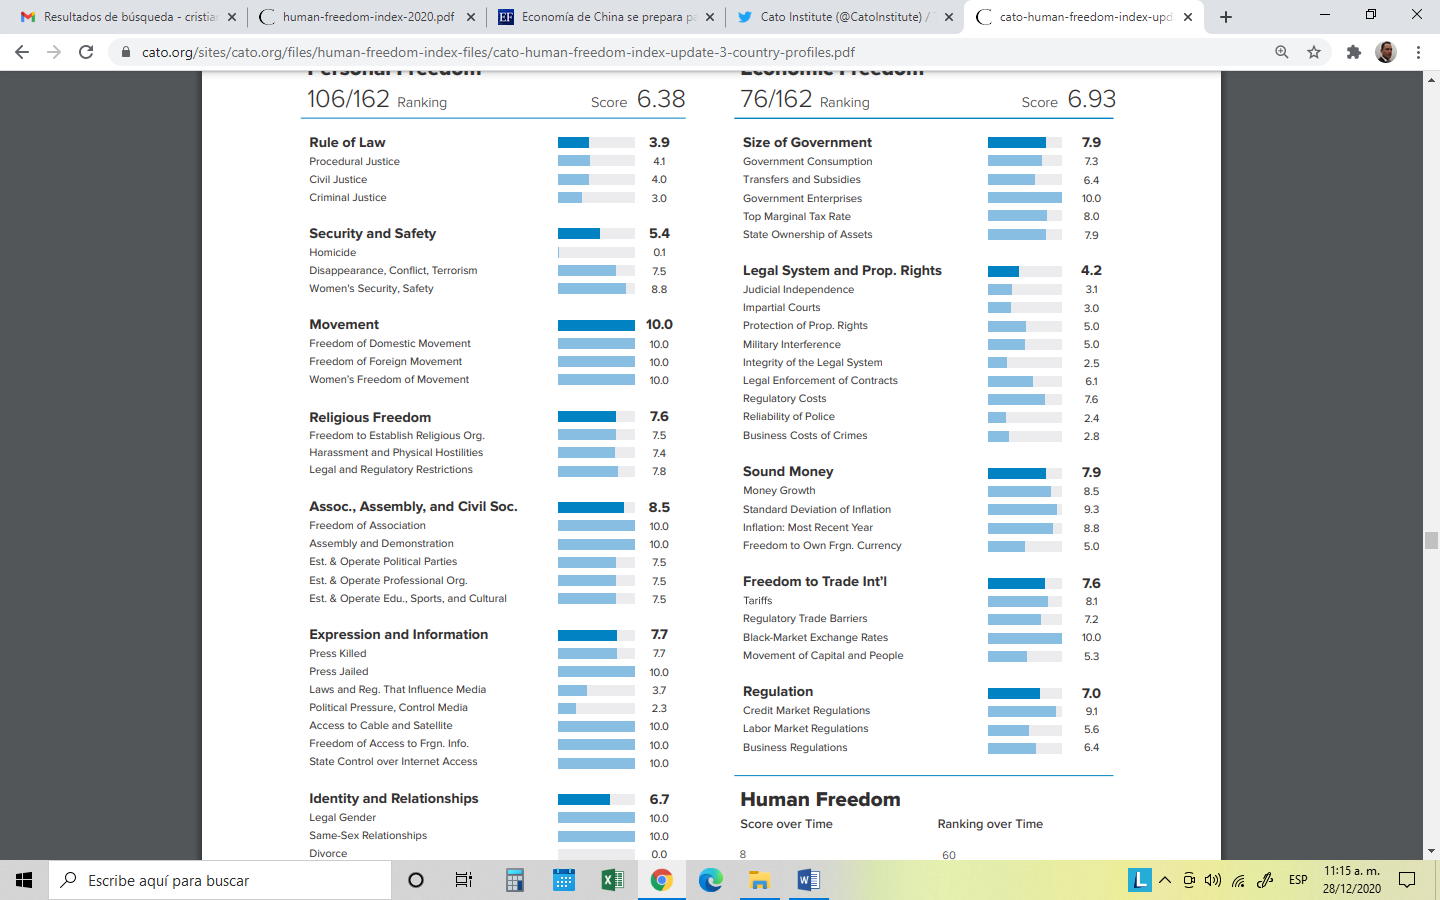 Resultados de búsqueda - cristia
human-freedom-index-2020.pdf
EF Economía de China se prepara pa
Cato Institute (@CatoInstitute) / T
cato-human-freedom-index-upd
cato.org/sites/cato.org/files/human-freedom-index-files/cato-human-freedom-index-update-3-country-profiles.pdf
Personal Freedom
106/162 Ranking Score 6.38
Rule of Law 3.9
Procedural Justice 4.1
Civil Justice 4.0
Criminal Justice 3.0
Security and Safety 5.4
Homicide 0.1
Disappearance, Conflict, Terrorism 7.5
Women's Security, Safety 8.8
Movement 10.0
Freedom of Domestic Movement 10.0
Freedom of Foreign Movement 10.0
Women's Freedom of Movement 10.0
Religious Freedom 7.6
Freedom to Establish Religious Org. 7.5
Harassment and Physical Hostilities 7.4
Legal and Regulatory Restrictions 7.8
Assoc., Assembly, and Civil Soc. 8.5
Freedom of Association 10.0
Assembly and Demonstration 10.0
Est. & Operate Political Parties 7.5
Est. & Operate Professional Org. 7.5
Est. & Operate Edu., Sports, and Cultural 7.5
Expression and Information 7.7
Press Killed 7.7
Press Jailed 10.0
Laws and Reg. That Influence Media 3.7
Political Pressure, Control Media 2.3
Access to Cable and Satellite 10.0
Freedom of Access to Frgn. Info. 10.0
State Control over Internet Access 10.0
Identity and Relationships 6.7
Legal Gender 10.0
Same-Sex Relationships 10.0
Divorce 0.0
Economic Freedom
76/162 Ranking Score 6.93
Size of Government 7.9
Government Consumption 7.3
Transfers and Subsidies 6.4
Government Enterprises 10.0
Top Marginal Tax Rate 8.0
State Ownership of Assets 7.9
Legal System and Prop. Rights 4.2
Judicial Independence 3.1
Impartial Courts 3.0
Protection of Prop. Rights 5.0
Military Interference 5.0
Integrity of the Legal System 2.5
Legal Enforcement of Contracts 6.1
Regulatory Costs 7.6
Reliability of Police 2.4
Business Costs of Crimes 2.8
Sound Money 7.9
Money Growth 8.5
Standard Deviation of Inflation 9.3
Inflation: Most Recent Year 8.8
Freedom to Own Frgn. Currency 5.0
Freedom to Trade Int'l 7.6
Tariffs 8.1
Regulatory Trade Barriers 7.2
Black-Market Exchange Rates 10.0
Movement of Capital and People 5.3
Regulation 7.0
Credit Market Regulations 9.1
Labor Market Regulations 5.6
Business Regulations 6.4
Human Freedom
Score over Time Ranking over Time
8 60
Escribe aquí para buscar
L
ESP
11:15 a. m.
28/12/2020